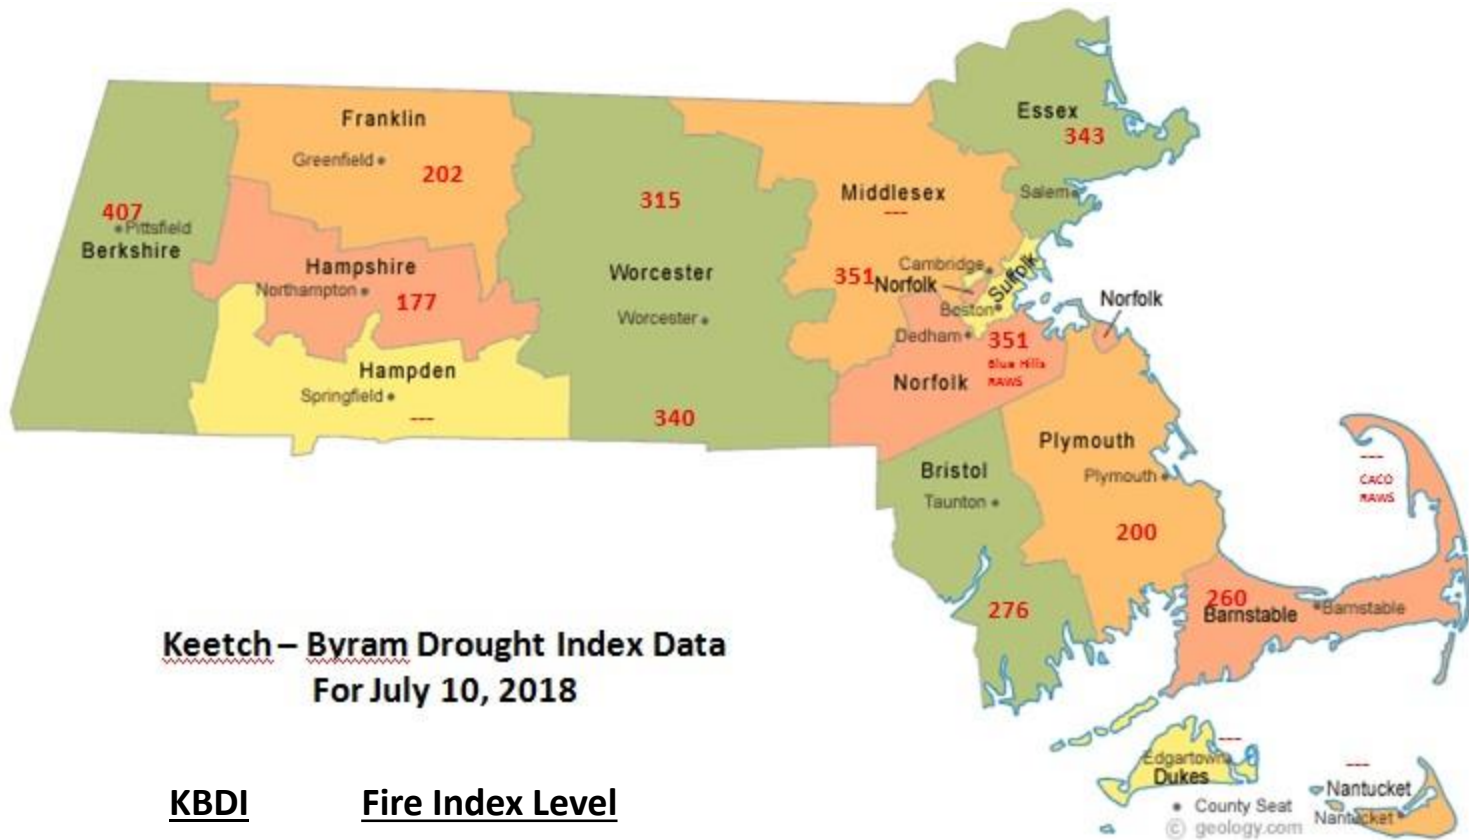 Essex
343
Franklin
Greenfield
202
407
Pittsfield
Berkshire
315
Middlesex
---
Salem
Hampshire
Northampton
177
Worcester
Worcester
351
Cambridge
Norfolk
Suffolk
Boston
Norfolk
Dedham
351
Blue Hills
RAWS
Norfolk
Hampden
Springfield
---
340
Plymouth
Plymouth
200
Bristol
Taunton
276
---
CACO
RAWS
260
Barnstable
Barnstable
Keetch – Byram Drought Index Data
For July 10, 2018
---
Edgartown
Dukes
---
Nantucket
Nantucket
County Seat
© geology.com
KBDI Fire Index Level